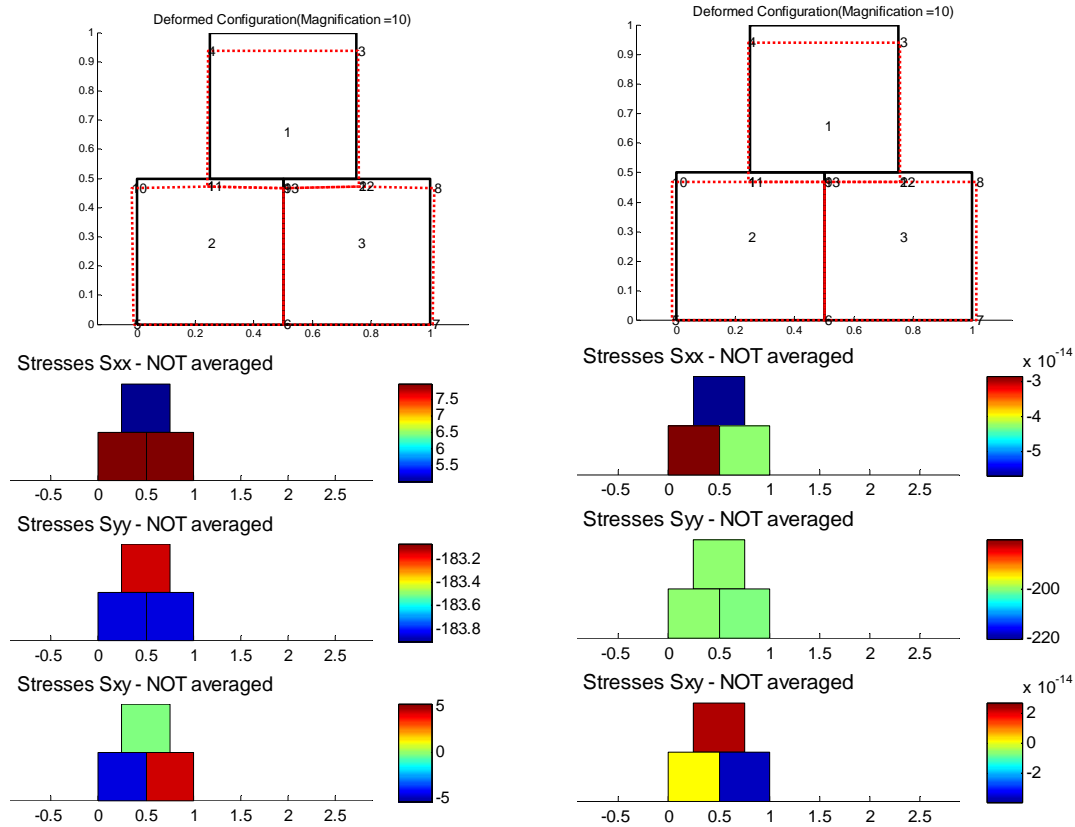 Deformed Configuration(Magnification =10)
1
0.9
0.8
0.7
0.6
0.5
0.4
0.3
0.2
0.1
0
4 3
1
10 11 13 12 8
2 3
5 6 7
0 0.2 0.4 0.6 0.8 1
Stresses Sxx - NOT averaged
7.5
7
6.5
6
5.5
-0.5 0 0.5 1 1.5 2 2.5
Stresses Syy - NOT averaged
-183.2
-183.4
-183.6
-183.8
-0.5 0 0.5 1 1.5 2 2.5
Stresses Sxy - NOT averaged
5
0
-5
-0.5 0 0.5 1 1.5 2 2.5
Deformed Configuration(Magnification =10)
1
0.9
0.8
0.7
0.6
0.5
0.4
0.3
0.2
0.1
0
4 3
1
10 11 13 12 8
2 3
5 6 7
0 0.2 0.4 0.6 0.8 1
Stresses Sxx - NOT averaged
x 10⁻¹⁴
-3
-4
-5
-0.5 0 0.5 1 1.5 2 2.5
Stresses Syy - NOT averaged
-200
-220
-0.5 0 0.5 1 1.5 2 2.5
Stresses Sxy - NOT averaged
x 10⁻¹⁴
2
0
-2
-0.5 0 0.5 1 1.5 2 2.5